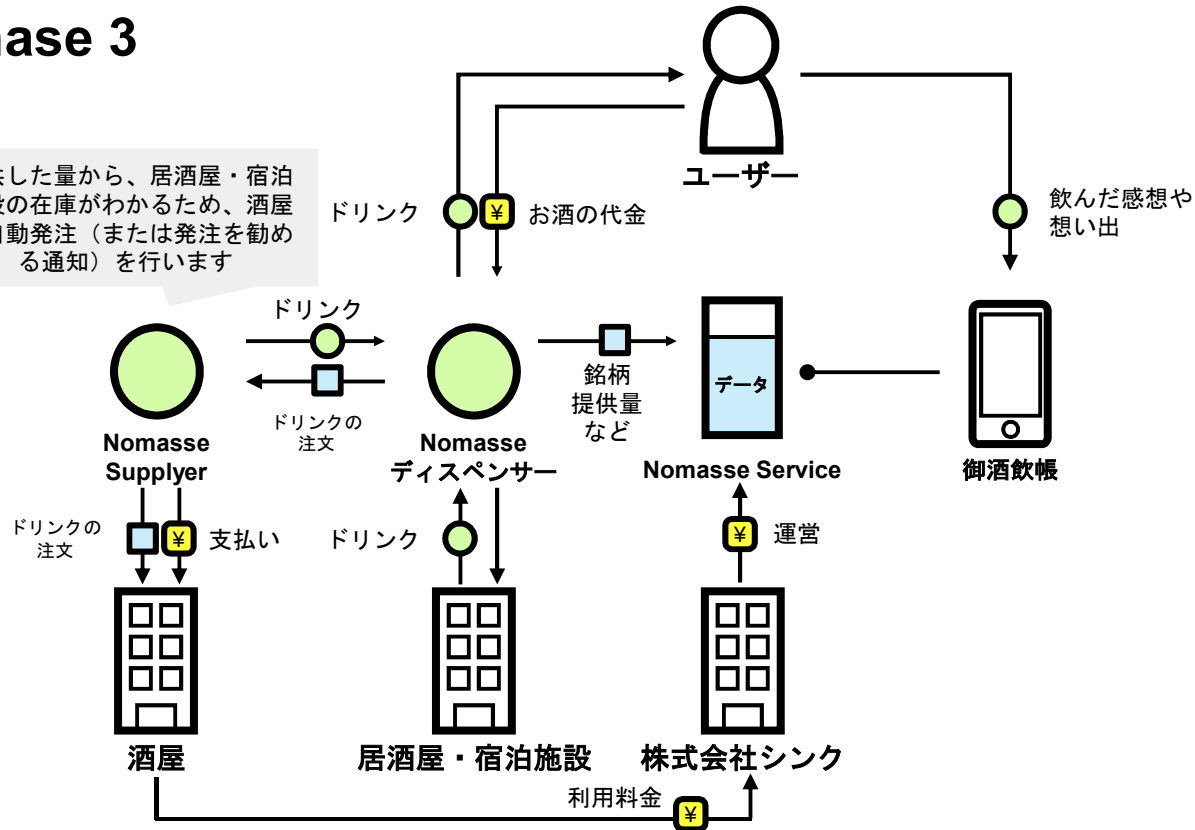 hase 3
ユーザー
した量から、居酒屋・宿泊
の在庫がわかるため、酒屋
動発注（または発注を勧め
る通知）を行います
ドリンク
¥
お酒の代金
飲んだ感想や
想い出
ドリンク
ドリンクの
注文
銘柄
提供量
など
データ
Nomasse
Supplyer
Nomasse
ディスペンサー
Nomasse Service
御酒飲帳
ドリンクの
注文
¥
支払い
ドリンク
¥
運営
酒屋
居酒屋・宿泊施設
株式会社シンク
利用料金
¥